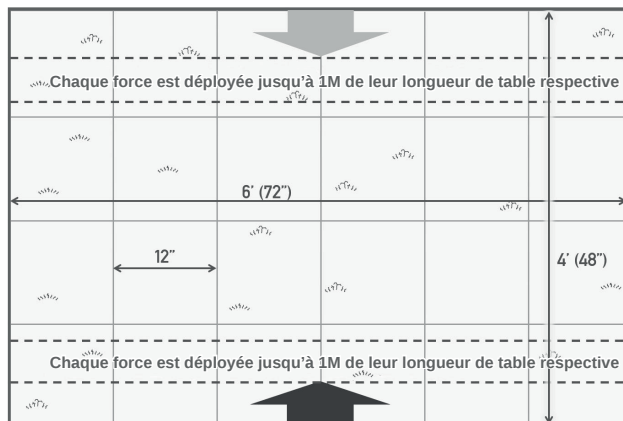 Chaque force est déployée jusqu'à 1M de leur longueur de table respective
6' (72")
12"
4' (48")
Chaque force est déployée jusqu'à 1M de leur longueur de table respective